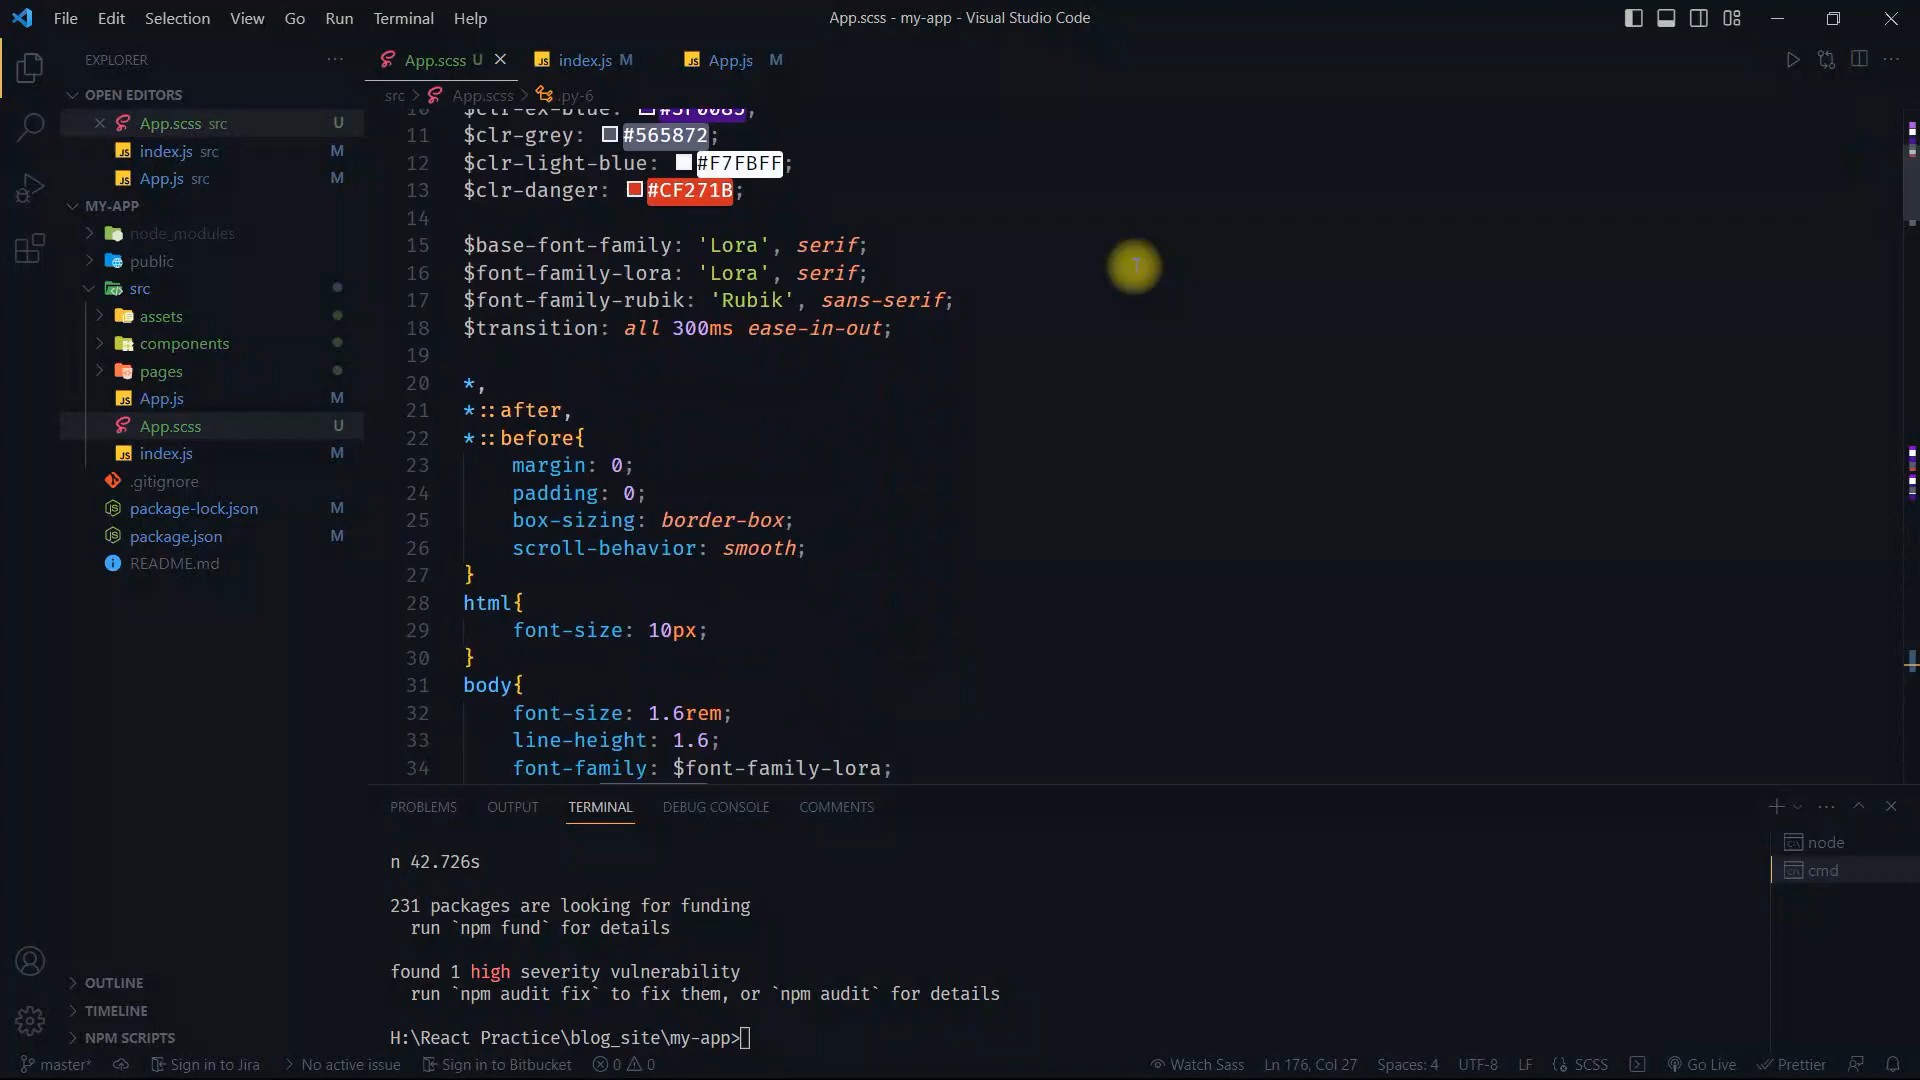 File Edit Selection View Go Run Terminal Help
App.scss - my-app - Visual Studio Code
EXPLORER
OPEN EDITORS
App.scss src U
index.js src M
App.js src M
MY-APP
node_modules
public
src
assets
components
pages
App.js M
App.scss U
index.js M
.gitignore
package-lock.json M
package.json M
README.md
OUTLINE
TIMELINE
NPM SCRIPTS
App.scss U
index.js M
App.js M
src > App.scss > .py-6
11 $clr-grey: #565872;
12 $clr-light-blue: #F7FBFF;
13 $clr-danger: #CF271B;
14
15 $base-font-family: 'Lora', serif;
16 $font-family-lora: 'Lora', serif;
17 $font-family-rubik: 'Rubik', sans-serif;
18 $transition: all 300ms ease-in-out;
19
20 *,
21 *::after,
22 *::before{
23 margin: 0;
24 padding: 0;
25 box-sizing: border-box;
26 scroll-behavior: smooth;
27 }
28 html{
29 font-size: 10px;
30 }
31 body{
32 font-size: 1.6rem;
33 line-height: 1.6;
34 font-family: $font-family-lora;
PROBLEMS OUTPUT TERMINAL DEBUG CONSOLE COMMENTS
n 42.726s
231 packages are looking for funding
run `npm fund` for details
found 1 high severity vulnerability
run `npm audit fix` to fix them, or `npm audit` for details
H:\React Practice\blog_site\my-app>
node
cmd
master* Sign in to Jira No active issue Sign in to Bitbucket 0 0 Watch Sass Ln 176, Col 27 Spaces: 4 UTF-8 LF SCSS Go Live Prettier